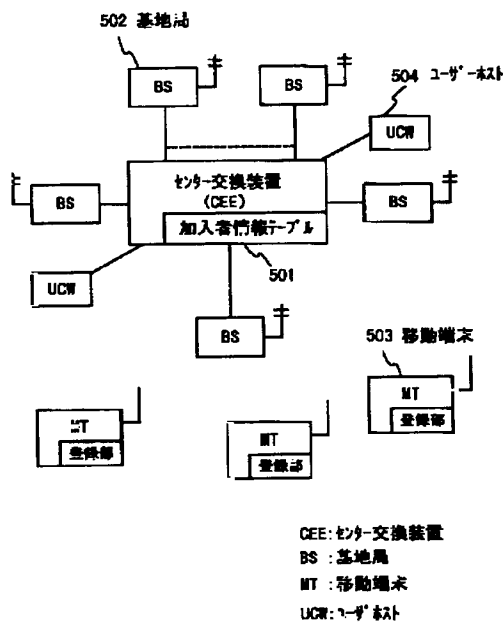 502 基地局
BS
BS
504 ユーザーホスト
UCW
センター交換装置
(CEE)
加入者情報テーブル
BS
BS
501
UCW
BS
503 移動端末
MT
登録部
MT
登録部
MT
登録部
CEE:センター交換装置
BS :基地局
MT :移動端末
UCW:ユーザホスト